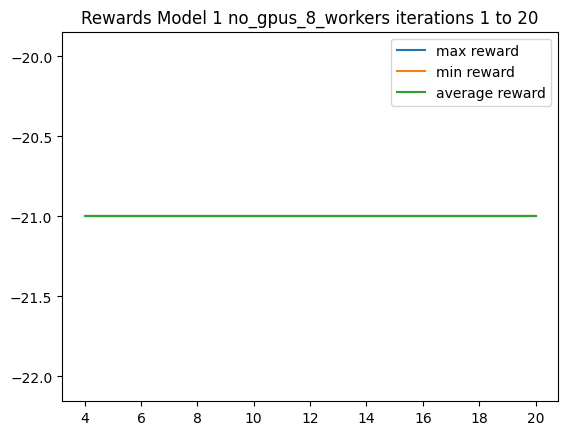 Rewards Model 1 no_gpus_8_workers iterations 1 to 20
max reward
min reward
average reward
−20.0
−20.5
−21.0
−21.5
−22.0
4 6 8 10 12 14 16 18 20